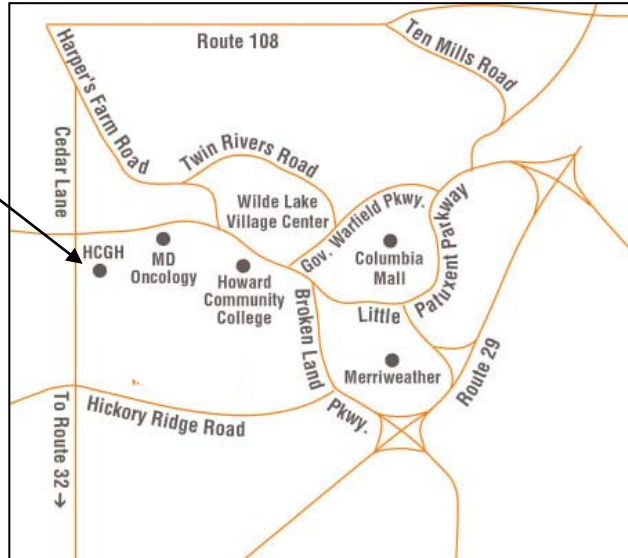 Route 108
Ten Mills Road
Harper's Farm Road
Cedar Lane
Twin Rivers Road
Wilde Lake
Village Center
Gov. Warfield Pkwy.
Columbia
Mall
Little Patuxent Parkway
HCGH
MD
Oncology
Howard
Community
College
Broken Land Pkwy.
Merriweather
Route 29
Hickory Ridge Road
To Route 32 →